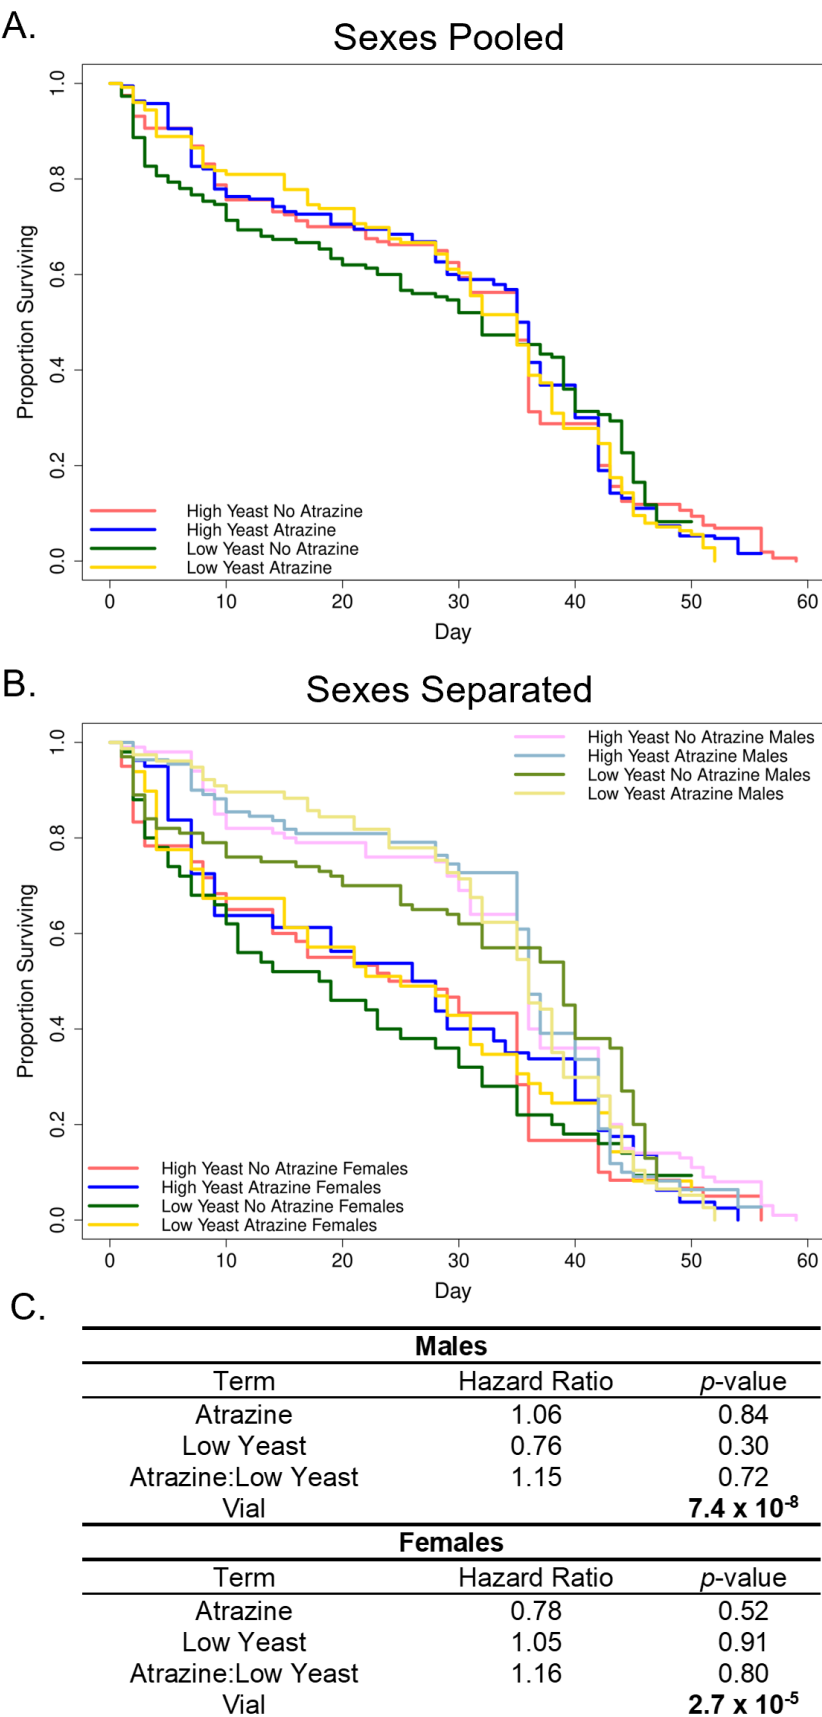 A.
Sexes Pooled
Proportion Surviving
1.0
0.8
0.6
0.4
0.2
0.0
High Yeast No Atrazine
High Yeast Atrazine
Low Yeast No Atrazine
Low Yeast Atrazine
0 10 20 30 40 50 60
Day
B.
Sexes Separated
Proportion Surviving
1.0
0.8
0.6
0.4
0.2
0.0
High Yeast No Atrazine Males
High Yeast Atrazine Males
Low Yeast No Atrazine Males
Low Yeast Atrazine Males
High Yeast No Atrazine Females
High Yeast Atrazine Females
Low Yeast No Atrazine Females
Low Yeast Atrazine Females
0 10 20 30 40 50 60
Day
C.
Males
Term Hazard Ratio p-value
Atrazine 1.06 0.84
Low Yeast 0.76 0.30
Atrazine:Low Yeast 1.15 0.72
Vial 7.4 x 10⁻⁸
Females
Term Hazard Ratio p-value
Atrazine 0.78 0.52
Low Yeast 1.05 0.91
Atrazine:Low Yeast 1.16 0.80
Vial 2.7 x 10⁻⁵